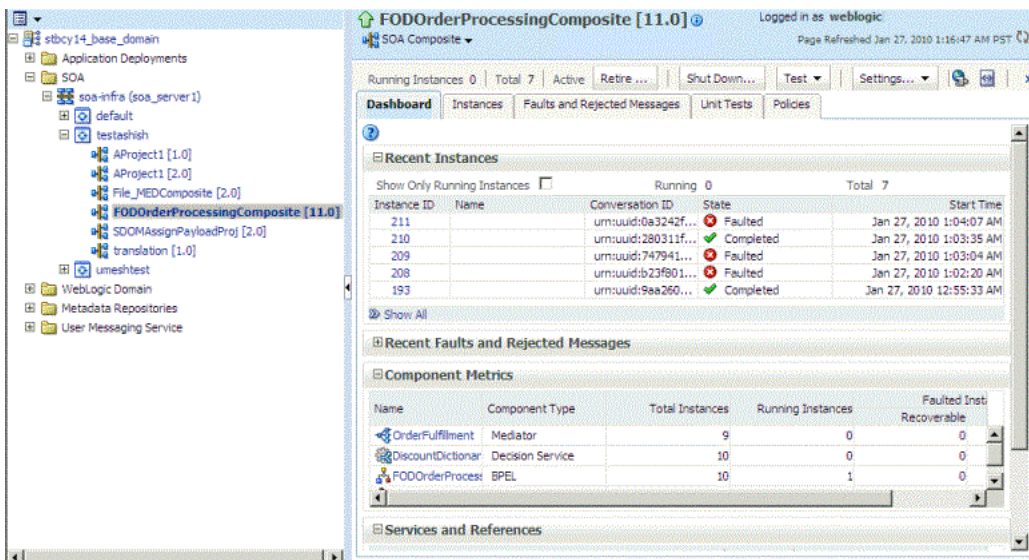 stbcy14_base_domain
Application Deployments
SOA
soa-infra (soa_server1)
default
testashish
AProject1 [1.0]
AProject1 [2.0]
File_MEDComposite [2.0]
FODOrderProcessingComposite [11.0]
SDOMAssignPayloadProj [2.0]
translation [1.0]
umeshtest
WebLogic Domain
Metadata Repositories
User Messaging Service
FODOrderProcessingComposite [11.0]
Logged in as weblogic
SOA Composite
Page Refreshed Jan 27, 2010 1:16:47 AM PST
Running Instances 0 Total 7 Active Retire ... Shut Down... Test Settings...
Dashboard Instances Faults and Rejected Messages Unit Tests Policies
Recent Instances
Show Only Running Instances Running 0 Total 7
Instance ID Name Conversation ID State Start Time
211 urn:uuid:0a3242f... Faulted Jan 27, 2010 1:04:07 AM
210 urn:uuid:280311f... Completed Jan 27, 2010 1:03:35 AM
209 urn:uuid:747941... Faulted Jan 27, 2010 1:03:04 AM
208 urn:uuid:b23f801... Faulted Jan 27, 2010 1:02:20 AM
193 urn:uuid:9aa260... Completed Jan 27, 2010 12:55:33 AM
Show All
Recent Faults and Rejected Messages
Component Metrics
Name Component Type Total Instances Running Instances Faulted Inst
Recoverable
OrderFulfillment Mediator 9 0 0
DiscountDictionar Decision Service 10 0 0
FODOrderProcess BPEL 10 1 0
Services and References